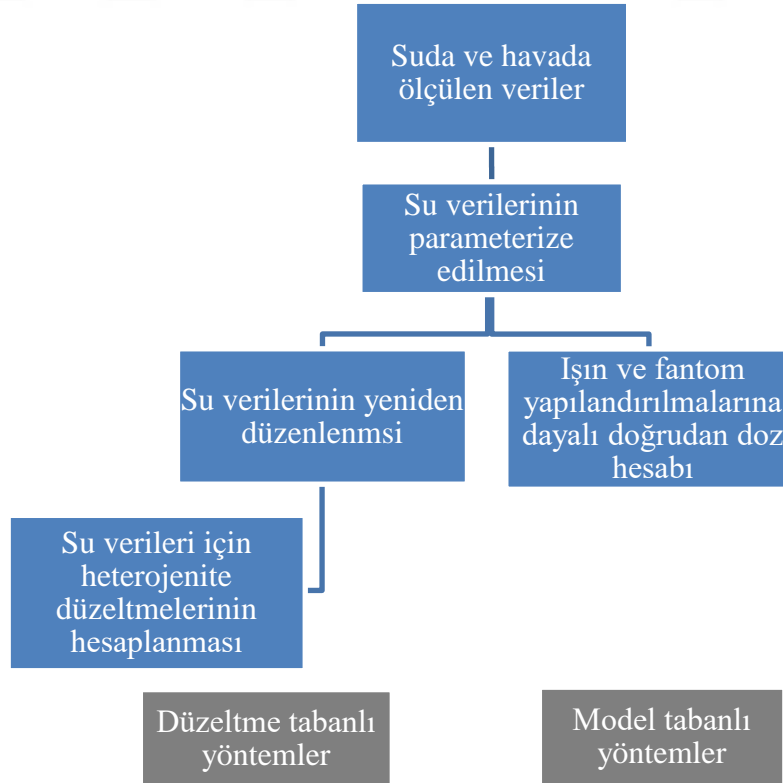 Suda ve havada
ölçülen veriler
Su verilerinin
parameterize
edilmesi
Su verilerinin yeniden
düzenlenmsi
Işın ve fantom
yapılandırılmalarına
dayalı doğrudan doz
hesabı
Su verileri için
heterojenite
düzeltmelerinin
hesaplanması
Düzeltme tabanlı
yöntemler
Model tabanlı
yöntemler